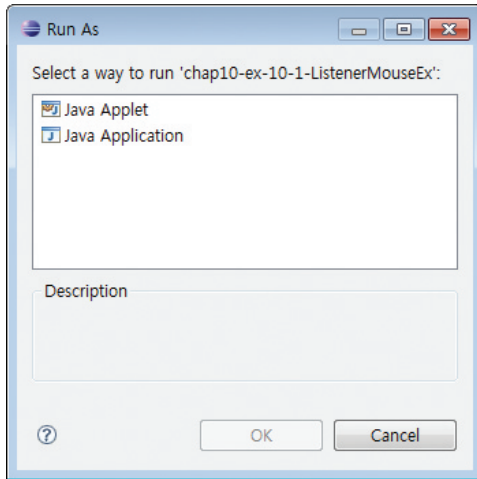 Run As
Select a way to run 'chap10-ex-10-1-ListenerMouseEx':
Java Applet
Java Application
Description
OK
Cancel